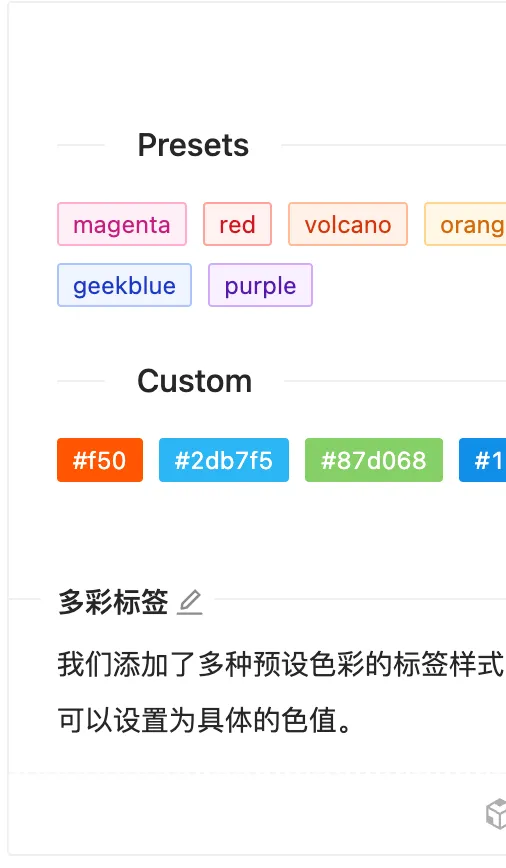 Presets
magenta red volcano orang
geekblue purple
Custom
#f50 #2db7f5 #87d068 #1
多彩标签
我们添加了多种预设色彩的标签样式
可以设置为具体的色值。